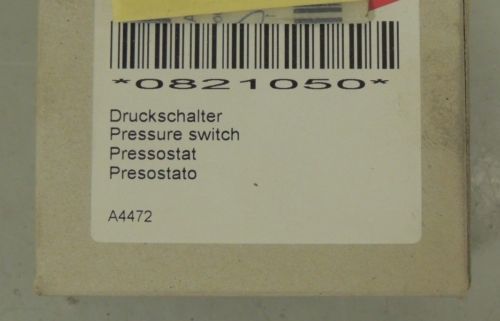 *0821050*
Druckschalter
Pressure switch
Pressostat
Presostato
A4472